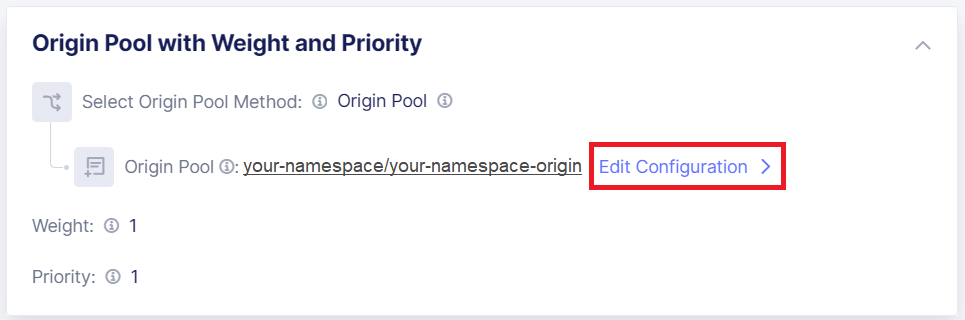 Origin Pool with Weight and Priority
Select Origin Pool Method: Origin Pool
Origin Pool : your-namespace/your-namespace-origin Edit Configuration
Weight: 1
Priority: 1